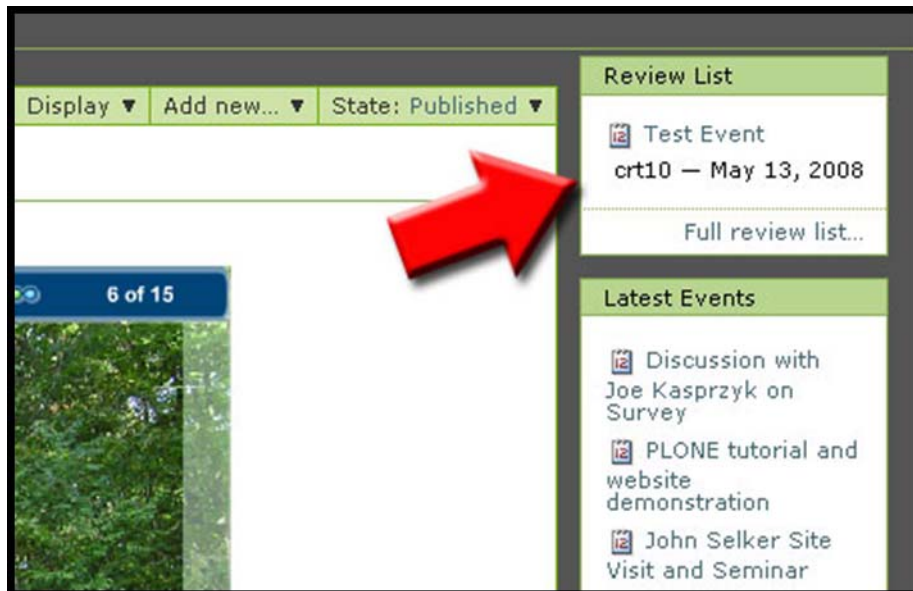 Display ▼ Add new... ▼ State: Published ▼
6 of 15
Review List
Test Event
crt10 — May 13, 2008
Full review list...
Latest Events
Discussion with
Joe Kasprzyk on
Survey
PLONE tutorial and
website
demonstration
John Selker Site
Visit and Seminar